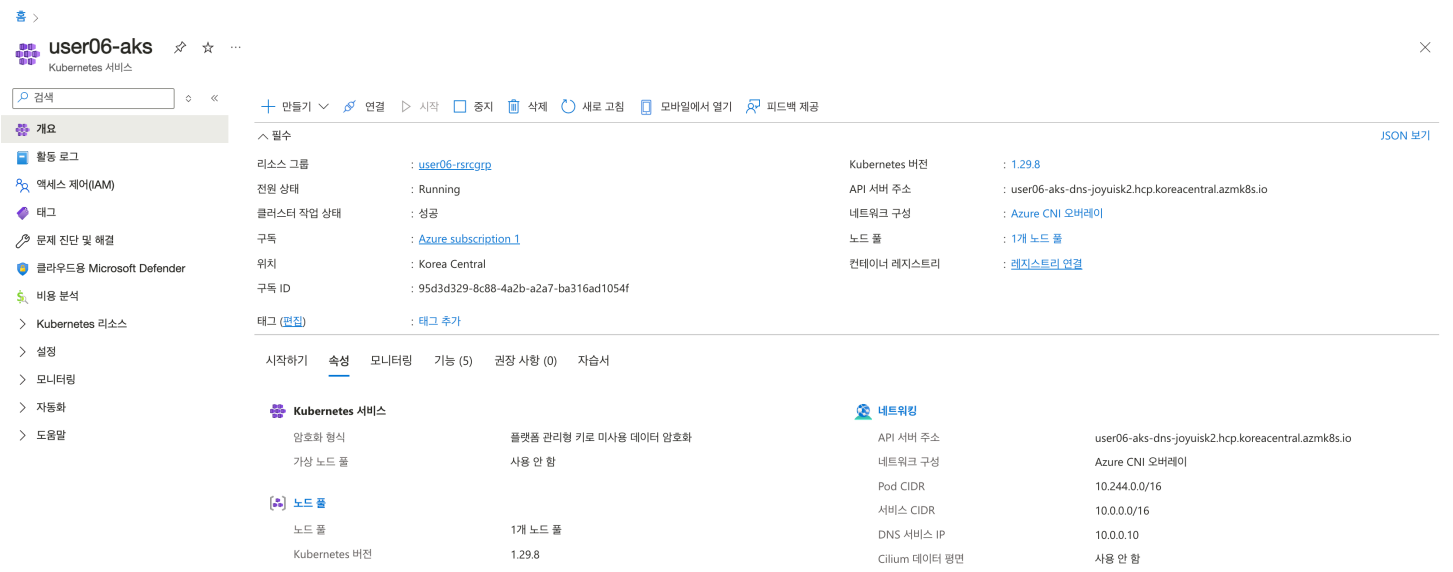 홈
user06-aks
Kubernetes 서비스
검색
개요
활동 로그
액세스 제어(IAM)
태그
문제 진단 및 해결
클라우드용 Microsoft Defender
비용 분석
Kubernetes 리소스
설정
모니터링
자동화
도움말
만들기 연결 시작 중지 삭제 새로 고침 모바일에서 열기 피드백 제공
필수 JSON 보기
리소스 그룹 : user06-rsrcgrp
전원 상태 : Running
클러스터 작업 상태 : 성공
구독 : Azure subscription 1
위치 : Korea Central
구독 ID : 95d3d329-8c88-4a2b-a2a7-ba316ad1054f
태그 (편집) : 태그 추가
Kubernetes 버전 : 1.29.8
API 서버 주소 : user06-aks-dns-joyuisk2.hcp.koreacentral.azmk8s.io
네트워크 구성 : Azure CNI 오버레이
노드 풀 : 1개 노드 풀
컨테이너 레지스트리 : 레지스트리 연결
시작하기 속성 모니터링 기능 (5) 권장 사항 (0) 자습서
Kubernetes 서비스
암호화 형식 플랫폼 관리형 키로 미사용 데이터 암호화
가상 노드 풀 사용 안 함
노드 풀
노드 풀 1개 노드 풀
Kubernetes 버전 1.29.8
네트워킹
API 서버 주소 user06-aks-dns-joyuisk2.hcp.koreacentral.azmk8s.io
네트워크 구성 Azure CNI 오버레이
Pod CIDR 10.244.0.0/16
서비스 CIDR 10.0.0.0/16
DNS 서비스 IP 10.0.0.10
Cilium 데이터 평면 사용 안 함